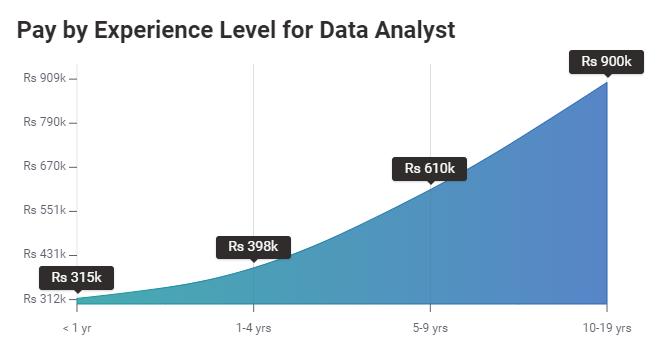 Pay by Experience Level for Data Analyst
Rs 900k
Rs 909k
Rs 790k
Rs 670k
Rs 610k
Rs 551k
Rs 398k
Rs 431k
Rs 315k
Rs 312k
< 1 yr 1-4 yrs 5-9 yrs 10-19 yrs